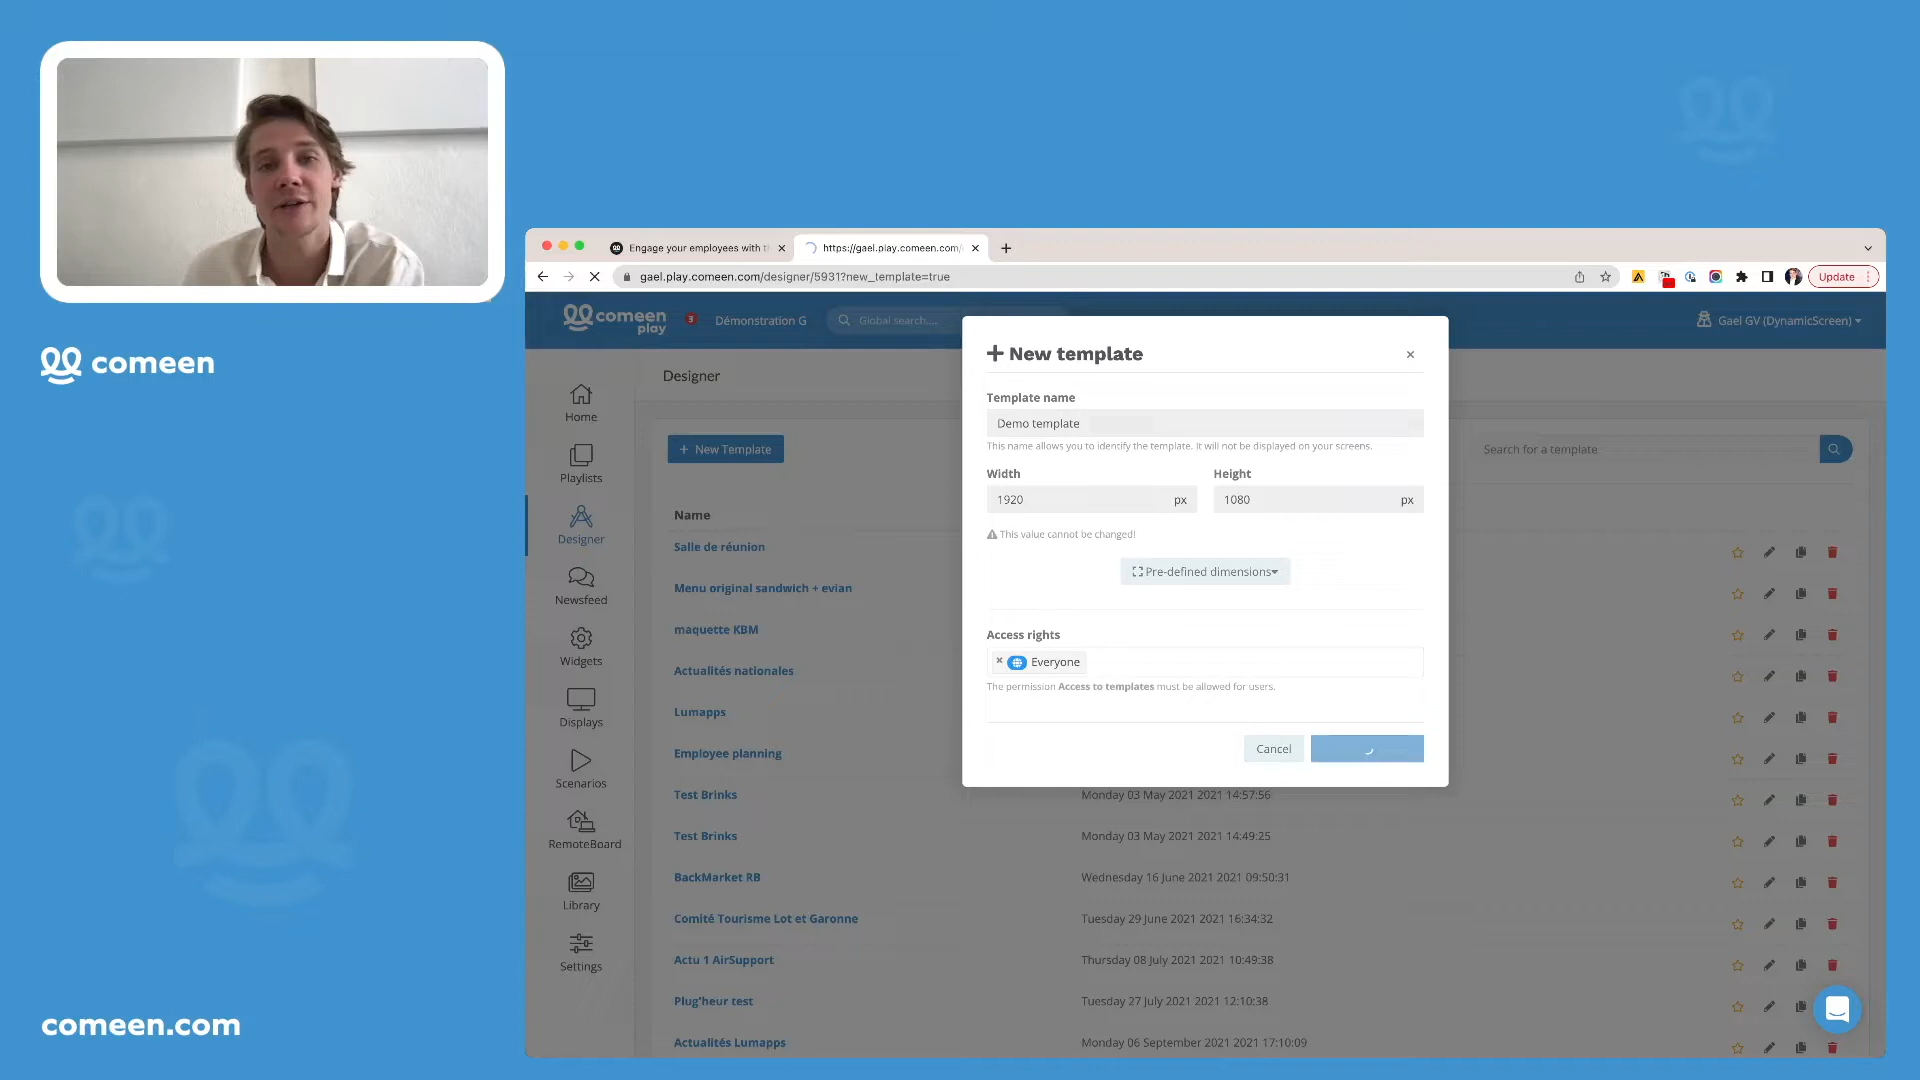 comeen
comeen.com
Engage your employees with th
https://gael.play.comeen.com/
gael.play.comeen.com/designer/5931?new_template=true
Update
comeen
play
3
Démonstration G
Global search....
Gael GV (DynamicScreen)
Home
Playlists
Designer
Newsfeed
Widgets
Displays
Scenarios
RemoteBoard
Library
Settings
Designer
+ New Template
Search for a template
Name
Salle de réunion
Menu original sandwich + evian
maquette KBM
Actualités nationales
Lumapps
Employee planning
Test Brinks
Monday 03 May 2021 2021 14:57:56
Test Brinks
Monday 03 May 2021 2021 14:49:25
BackMarket RB
Wednesday 16 June 2021 2021 09:50:31
Comité Tourisme Lot et Garonne
Tuesday 29 June 2021 2021 16:34:32
Actu 1 AirSupport
Thursday 08 July 2021 2021 10:49:38
Plug'heur test
Tuesday 27 July 2021 2021 12:10:38
Actualités Lumapps
Monday 06 September 2021 2021 17:10:09
New template
Template name
Demo template
This name allows you to identify the template. It will not be displayed on your screens.
Width
Height
1920 px
1080 px
This value cannot be changed!
Pre-defined dimensions
Access rights
× Everyone
The permission Access to templates must be allowed for users.
Cancel